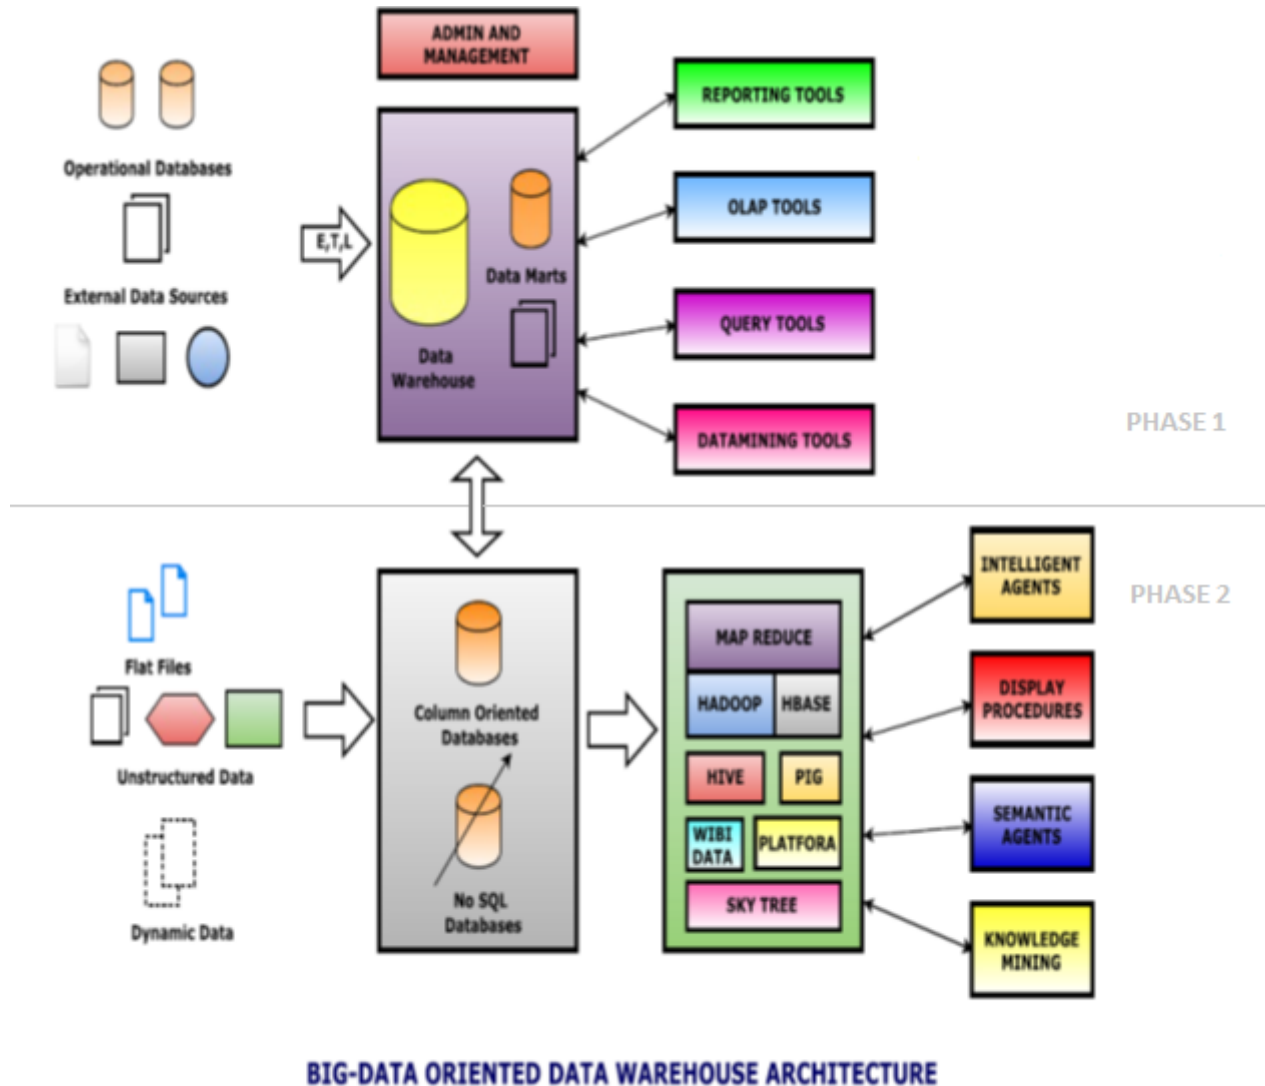 ADMIN AND
MANAGEMENT
REPORTING TOOLS
Operational Databases
OLAP TOOLS
E,T,L
Data Marts
External Data Sources
QUERY TOOLS
Data
Warehouse
DATAMINING TOOLS
PHASE 1
INTELLIGENT
AGENTS
PHASE 2
Flat Files
MAP REDUCE
HADOOP
HBASE
DISPLAY
PROCEDURES
Column Oriented
Databases
Unstructured Data
HIVE
PIG
SEMANTIC
AGENTS
WIBI
DATA
PLATFORA
No SQL
Databases
SKY TREE
Dynamic Data
KNOWLEDGE
MINING
BIG-DATA ORIENTED DATA WAREHOUSE ARCHITECTURE